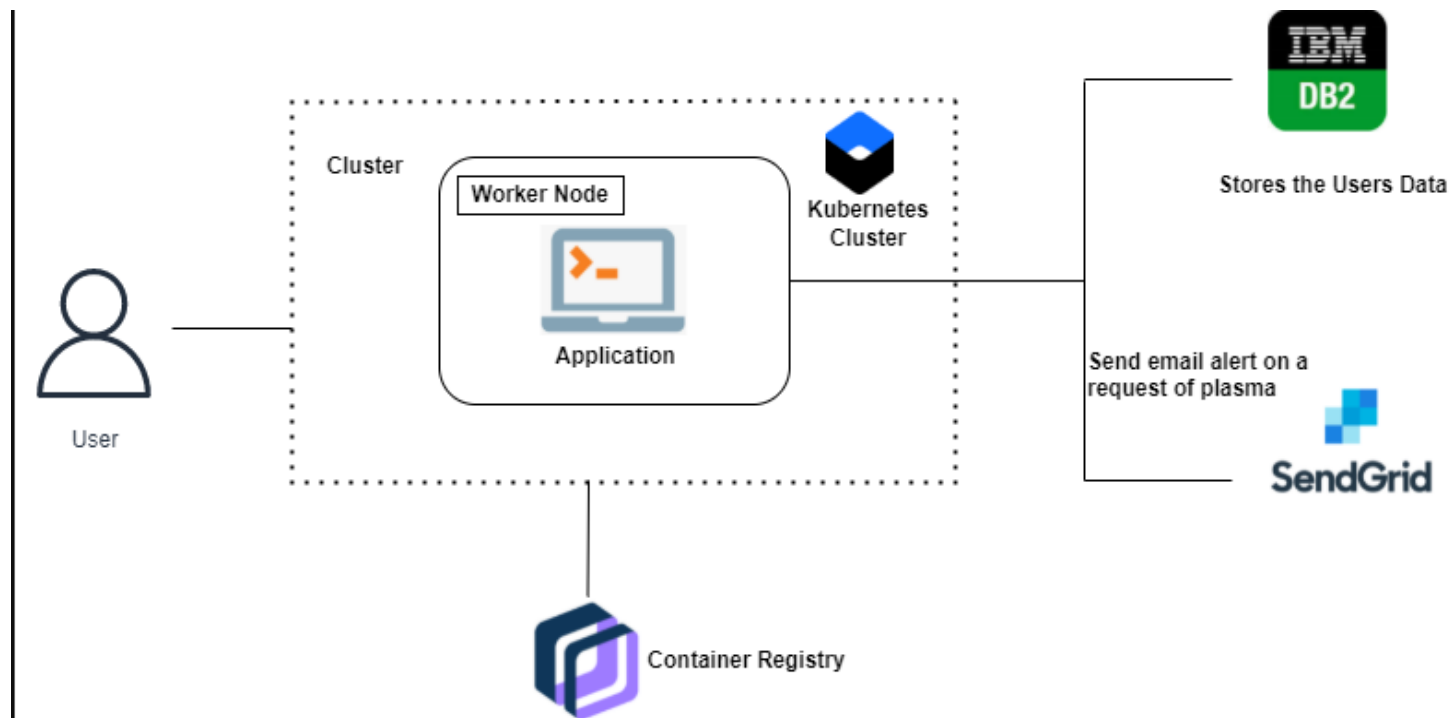 IBM
DB2
Cluster
Worker Node
Kubernetes
Cluster
Stores the Users Data
Application
Send email alert on a
request of plasma
User
SendGrid
Container Registry